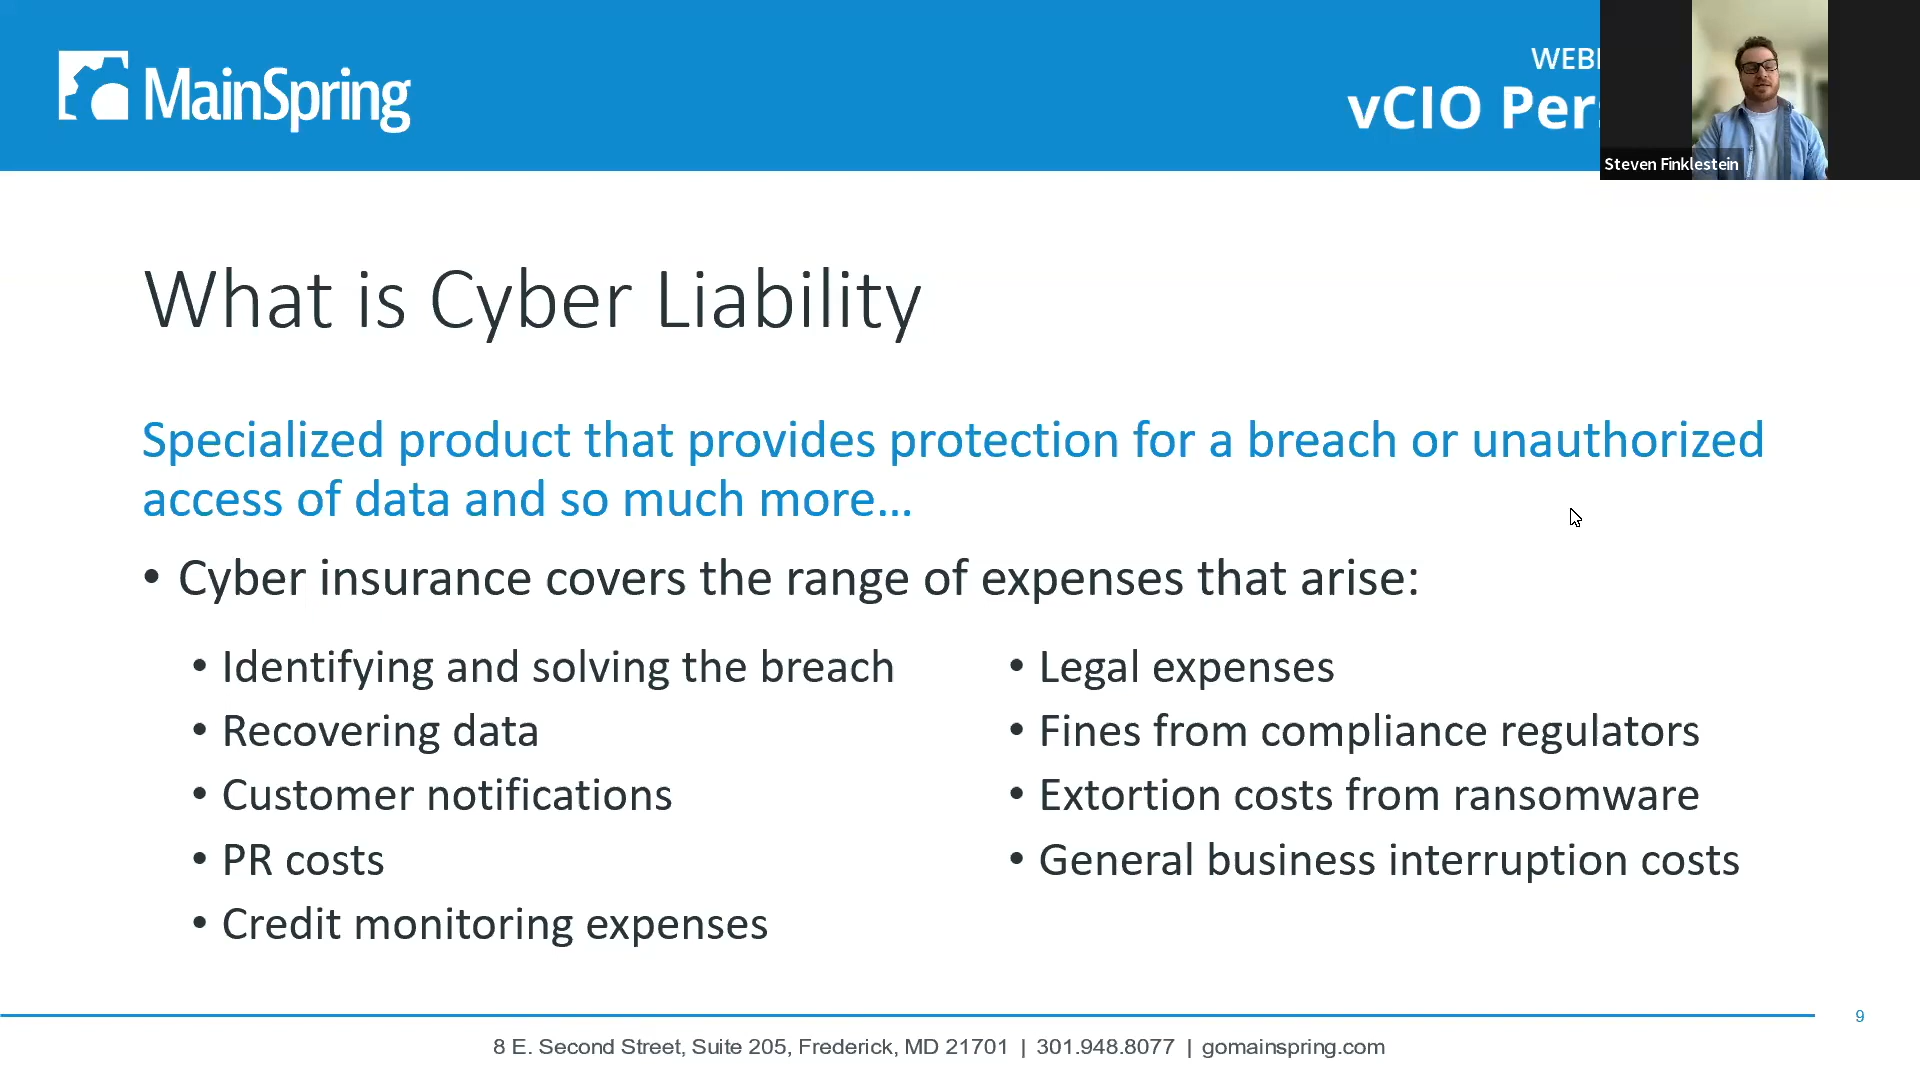 MainSpring
vCIO
Steven Finklestein
What is Cyber Liability
Specialized product that provides protection for a breach or unauthorized
access of data and so much more...
• Cyber insurance covers the range of expenses that arise:
• Identifying and solving the breach
• Recovering data
• Customer notifications
• PR costs
• Credit monitoring expenses
• Legal expenses
• Fines from compliance regulators
• Extortion costs from ransomware
• General business interruption costs
9
8 E. Second Street, Suite 205, Frederick, MD 21701 | 301.948.8077 | gomainspring.com